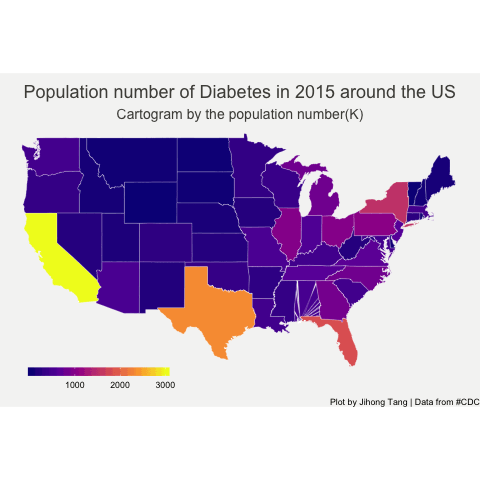 Population number of Diabetes in 2015 around the US
Cartogram by the population number(K)
1000 2000 3000
Plot by Jihong Tang | Data from #CDC